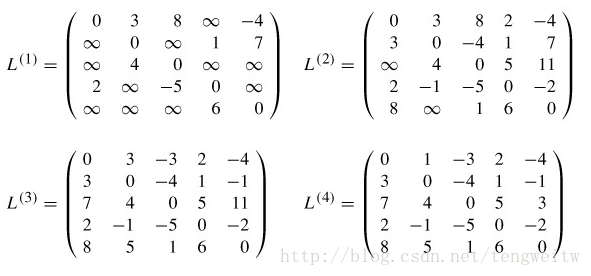 L(1) = ( 0 3 8 ∞ −4
∞ 0 ∞ 1 7
∞ 4 0 ∞ ∞
2 ∞ −5 0 ∞
∞ ∞ ∞ 6 0 )
L(2) = ( 0 3 8 2 −4
3 0 −4 1 7
∞ 4 0 5 11
2 −1 −5 0 −2
8 ∞ 1 6 0 )
L(3) = ( 0 3 −3 2 −4
3 0 −4 1 −1
7 4 0 5 11
2 −1 −5 0 −2
8 5 1 6 0 )
L(4) = ( 0 1 −3 2 −4
3 0 −4 1 −1
7 4 0 5 3
2 −1 −5 0 −2
8 5 1 6 0 )
http://blog.csdn.net/tengweitw